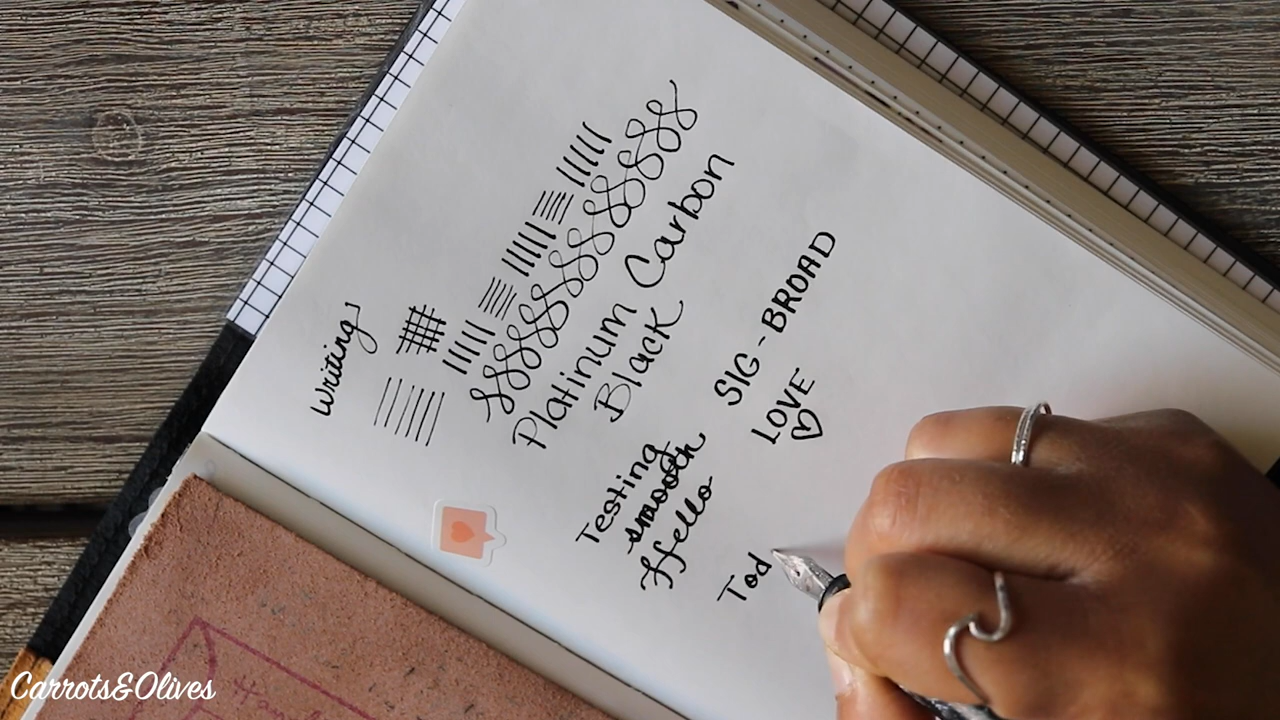 Writing
Platinum Carbon
Black
SIG-BROAD
LOVE
Testing
smooth
Hello
Tod
Carrots&Olives